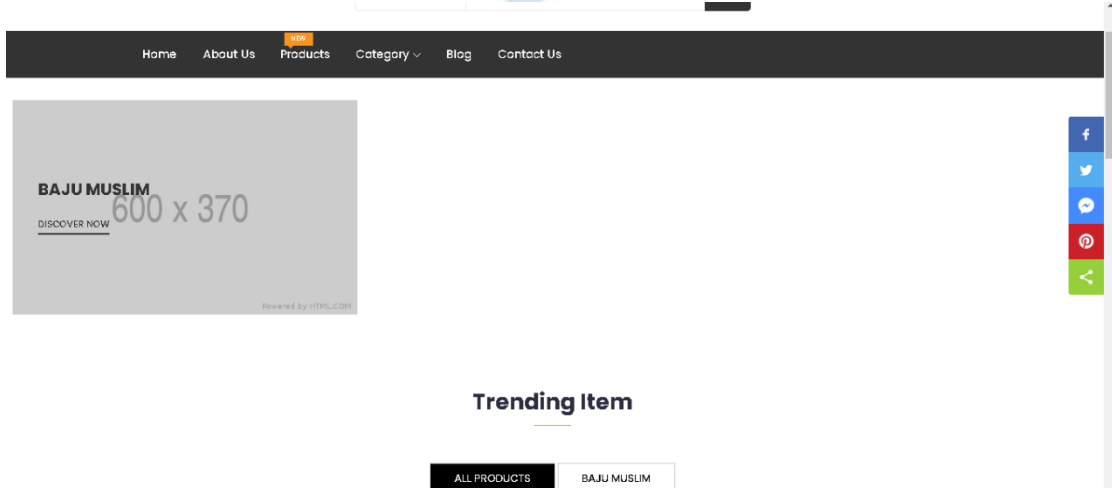 NEW
Home About Us Products Category Blog Contact Us
BAJU MUSLIM
600 x 370
DISCOVER NOW
Powered by HTML.COM
Trending Item
ALL PRODUCTS BAJU MUSLIM